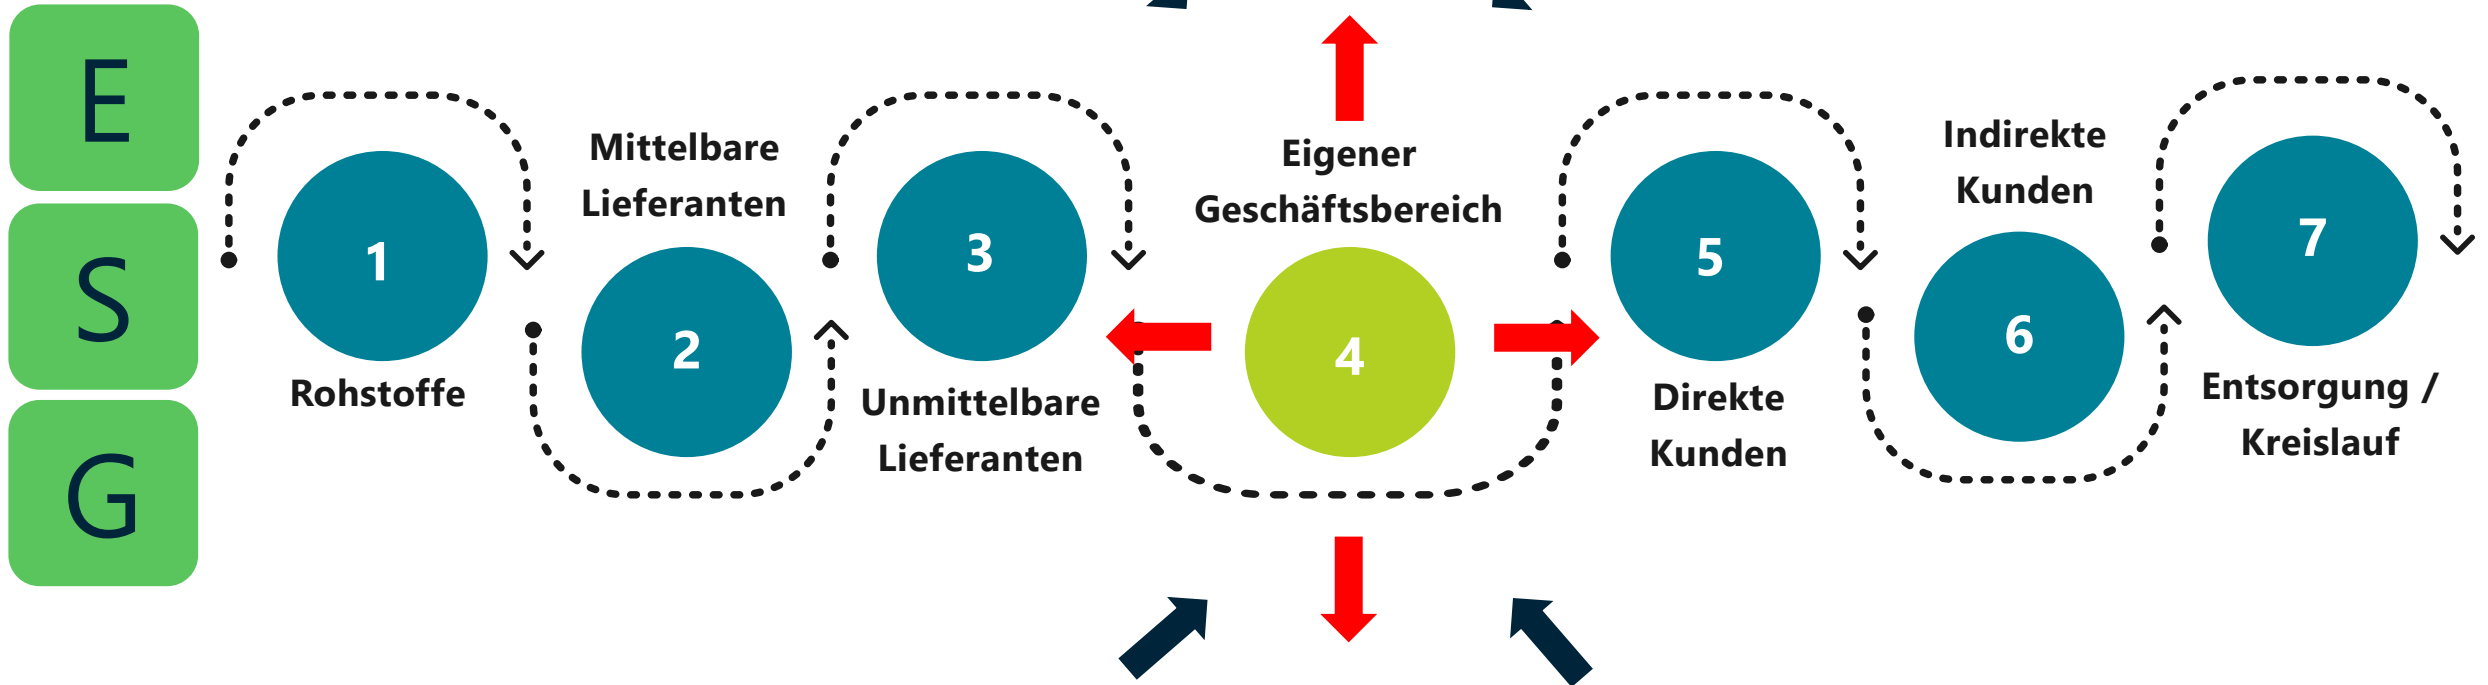 E
S
G
1
Rohstoffe
Mittelbare
Lieferanten
2
3
Unmittelbare
Lieferanten
Eigener
Geschäftsbereich
4
5
Direkte
Kunden
Indirekte
Kunden
6
7
Entsorgung /
Kreislauf